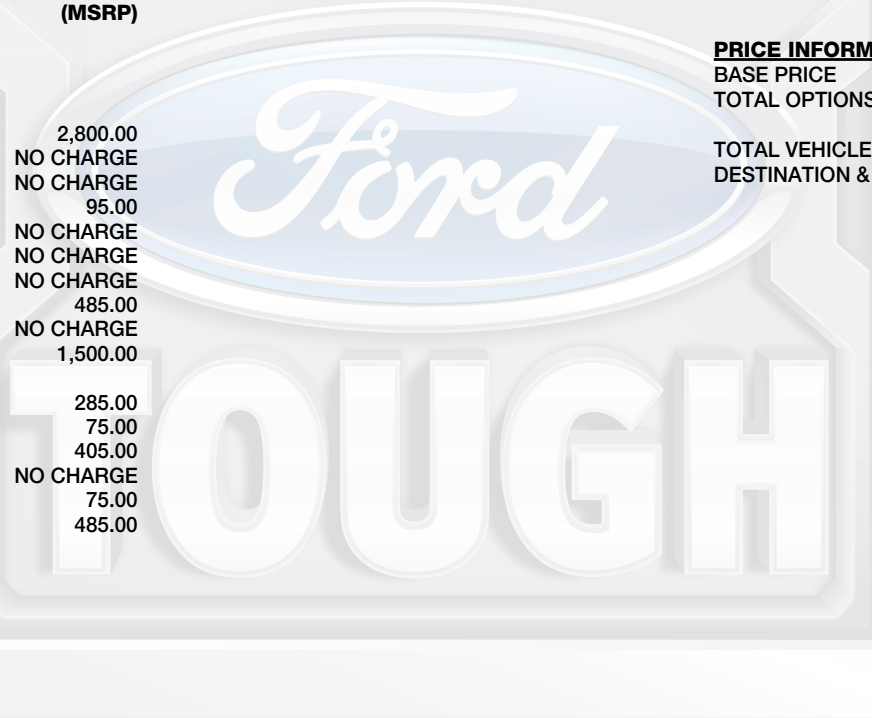 (MSRP)
2,800.00
NO CHARGE
NO CHARGE
95.00
NO CHARGE
NO CHARGE
NO CHARGE
485.00
NO CHARGE
1,500.00
285.00
75.00
405.00
NO CHARGE
75.00
485.00
PRICE INFORM
BASE PRICE
TOTAL OPTIONS
TOTAL VEHICLE
DESTINATION &
Ford
TOUGH